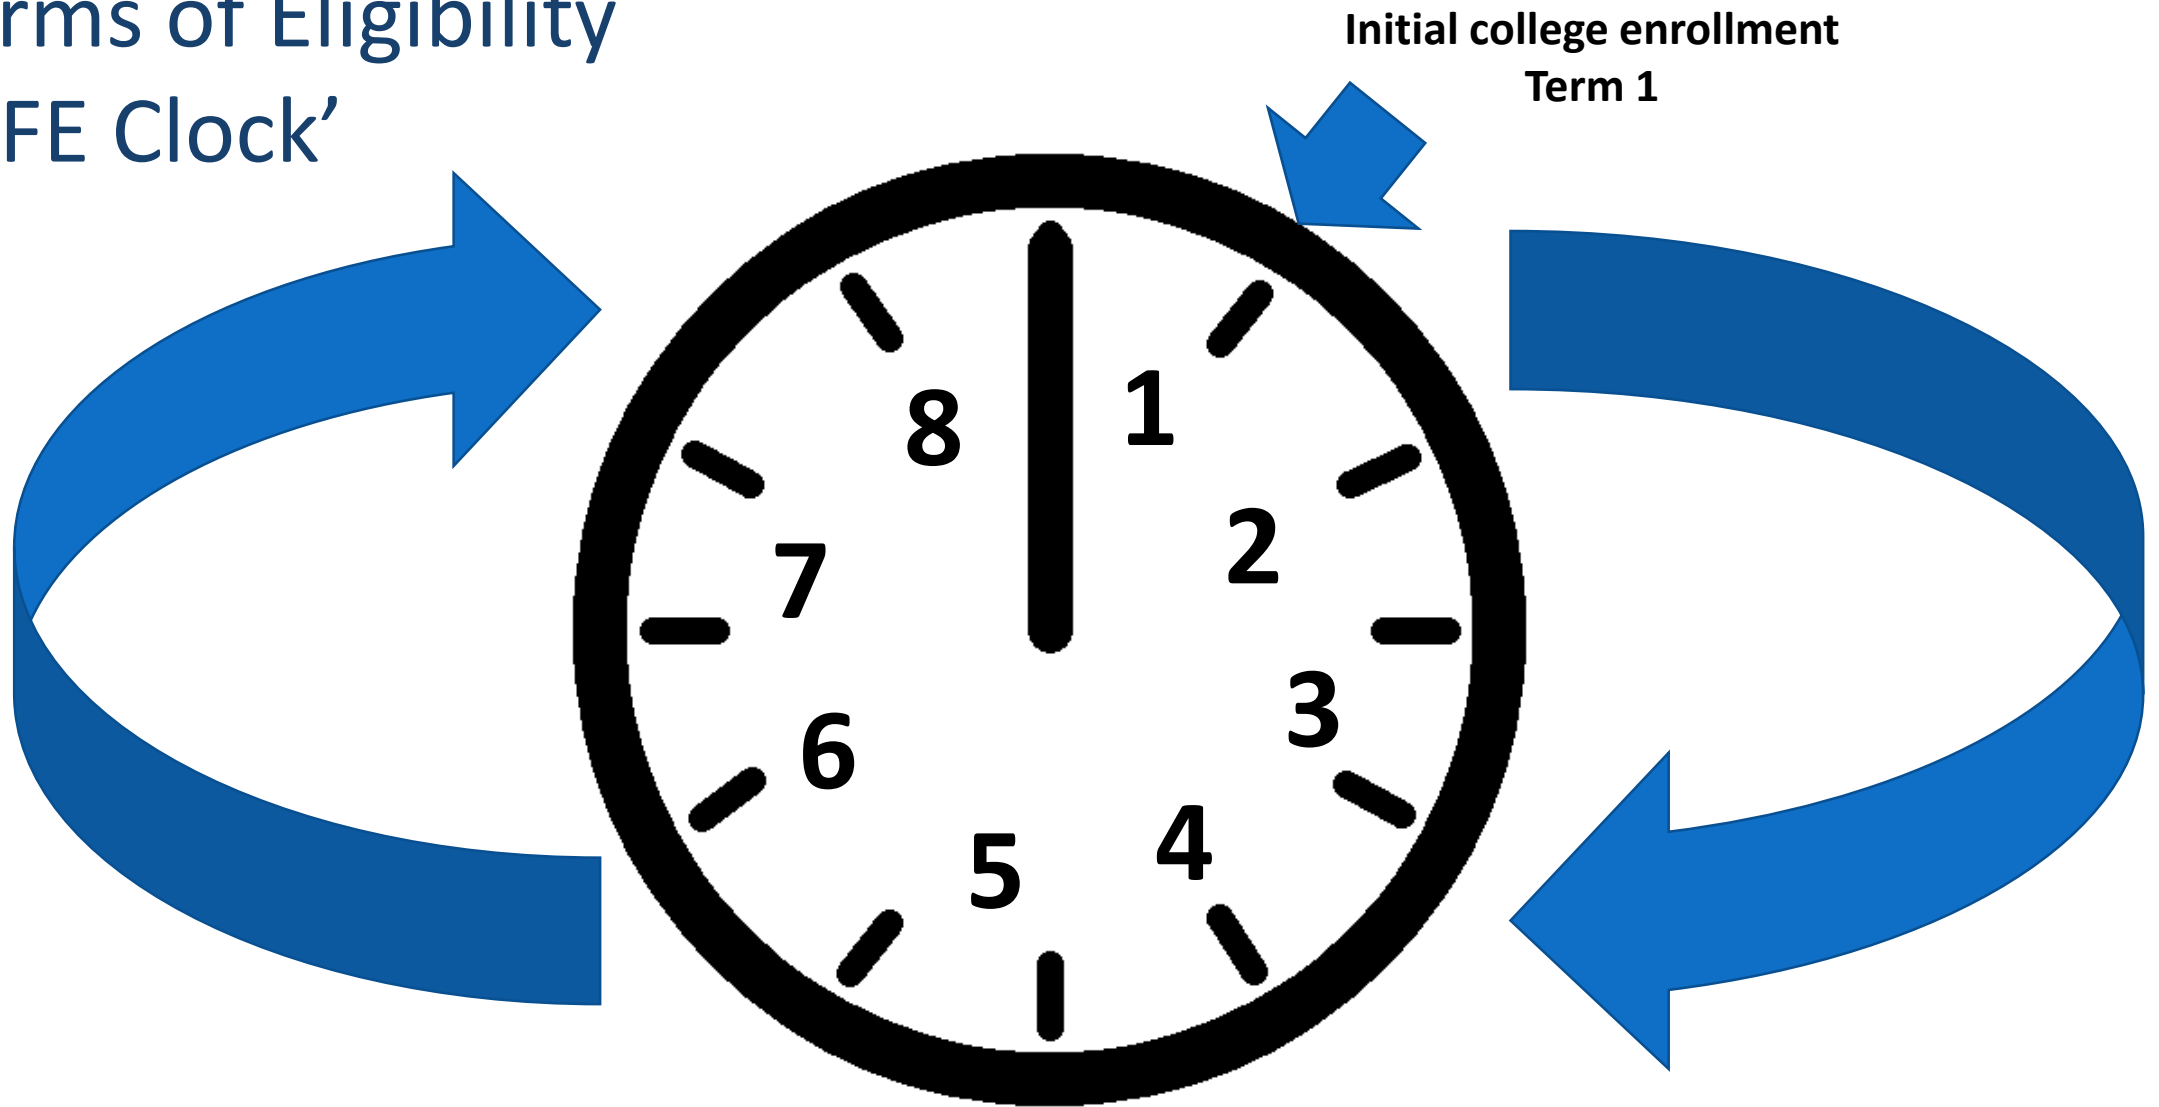 rms of Eligibility
FE Clock’
Initial college enrollment
Term 1
1
2
3
4
5
6
7
8